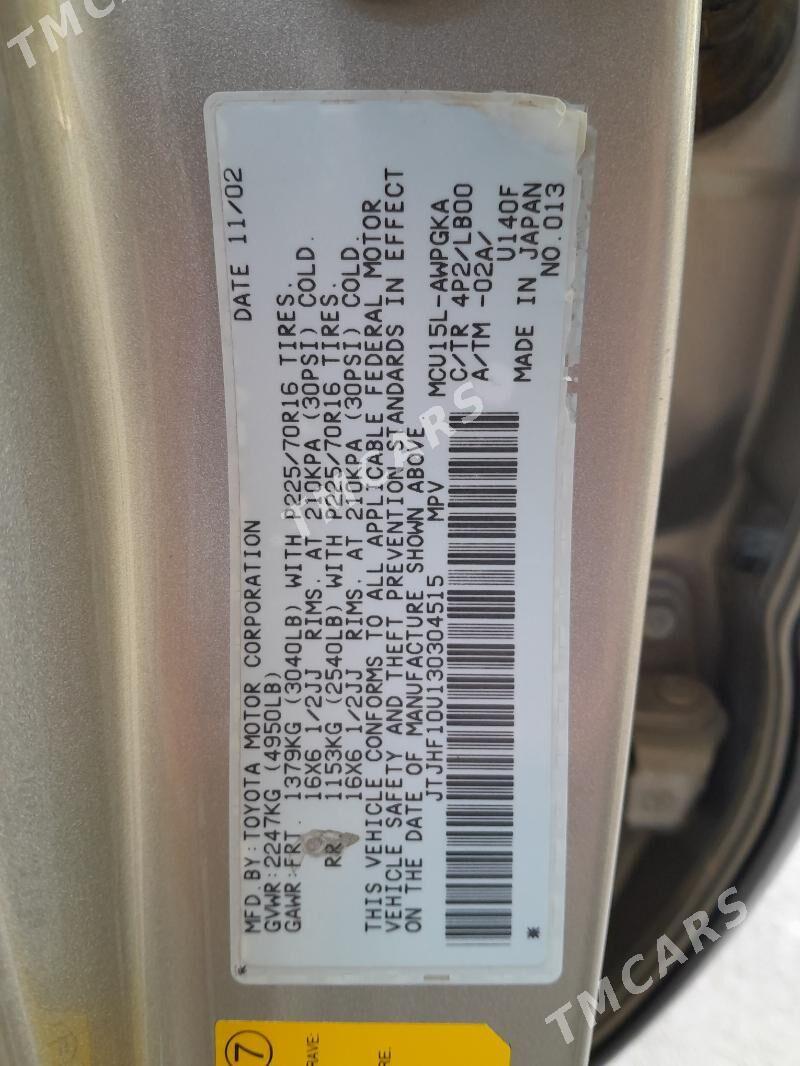 MFD.BY:TOYOTA MOTOR CORPORATION DATE 11/02
GVWR:2247KG (4950LB)
GAWR:FRT. 1379KG (3040LB) WITH P225/70R16 TIRES.
16X6 1/2JJ RIMS. AT 210KPA (30PSI) COLD.
RR. 1153KG (2540LB) WITH P225/70R16 TIRES.
16X6 1/2JJ RIMS. AT 210KPA (30PSI) COLD.
THIS VEHICLE CONFORMS TO ALL APPLICABLE FEDERAL MOTOR
VEHICLE SAFETY AND THEFT PREVENTION STANDARDS IN EFFECT
ON THE DATE OF MANUFACTURE SHOWN ABOVE.
JTJHF10U130304515 MPV MCU15L-AWPGKA
C/TR 4P2/LB00
A/TM -02A/ U140F
MADE IN JAPAN
NO.013
7
RAVE:
RE.
TMCARS
TMCARS
TMCARS
TMCARS